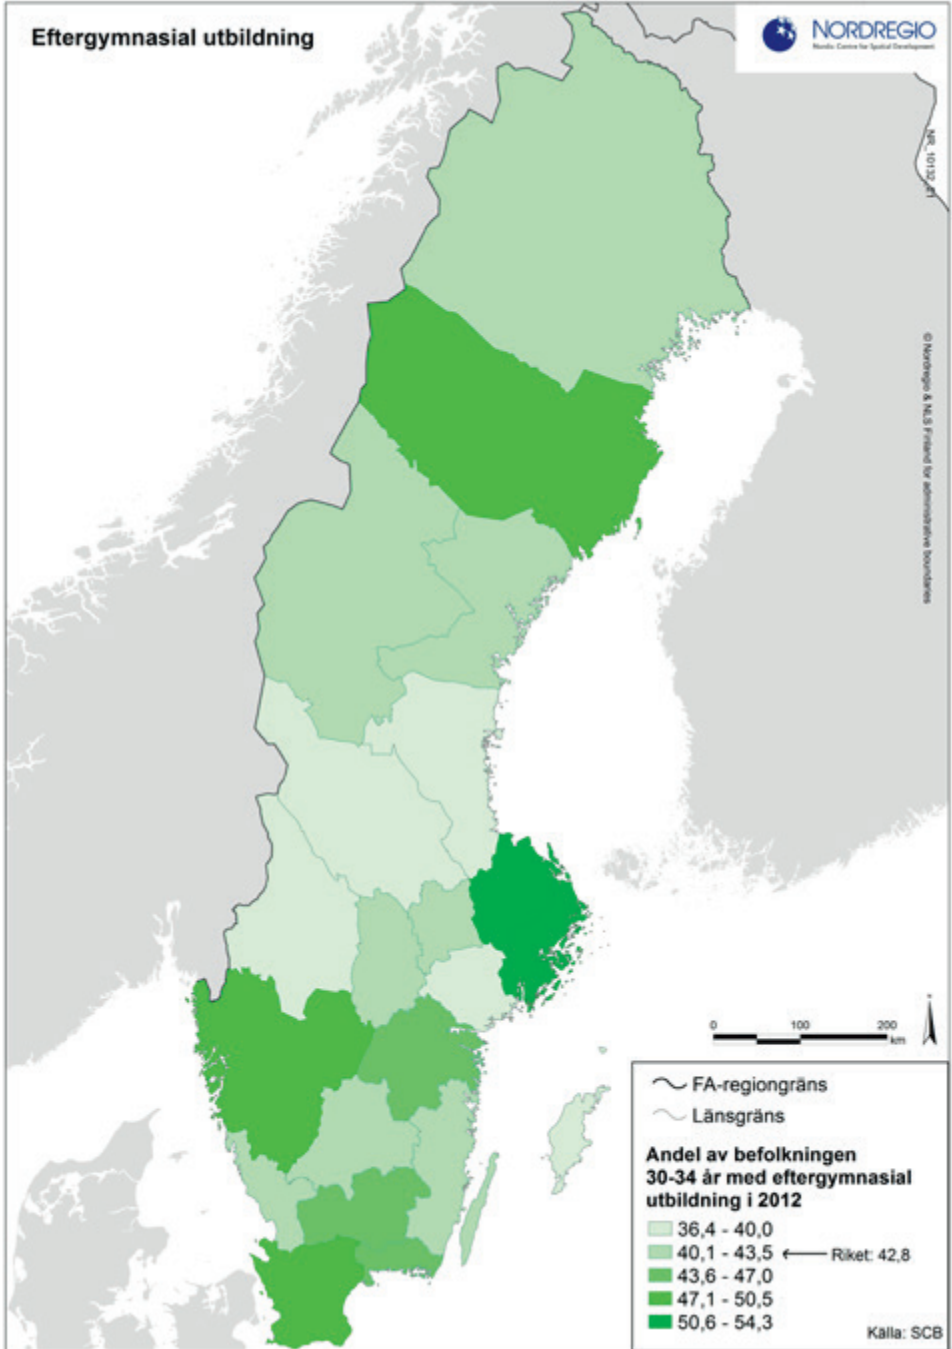 Eftergymnasial utbildning
NORDREGIO
Nordic Centre for Spatial Development
NR_10132_E1
© Nordregio & NLS Finland for administrative boundaries
0 100 200
km
FA-regiongräns
Länsgräns
Andel av befolkningen
30-34 år med eftergymnasial
utbildning i 2012
36,4 - 40,0
40,1 - 43,5 Riket: 42,8
43,6 - 47,0
47,1 - 50,5
50,6 - 54,3
Källa: SCB